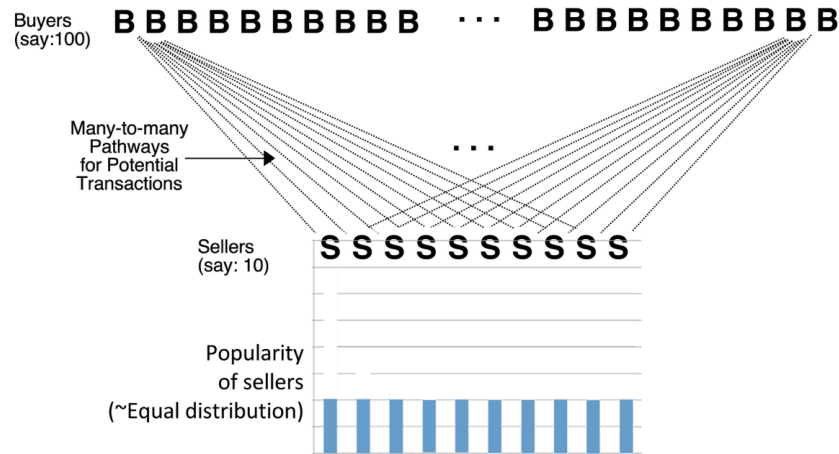 Buyers B B B B B B B B B B ... B B B B B B B B B B
(say:100)
...
Many-to-many
Pathways
for Potential
Transactions
Sellers S S S S S S S S S S
(say: 10)
Popularity
of sellers
(~Equal distribution)